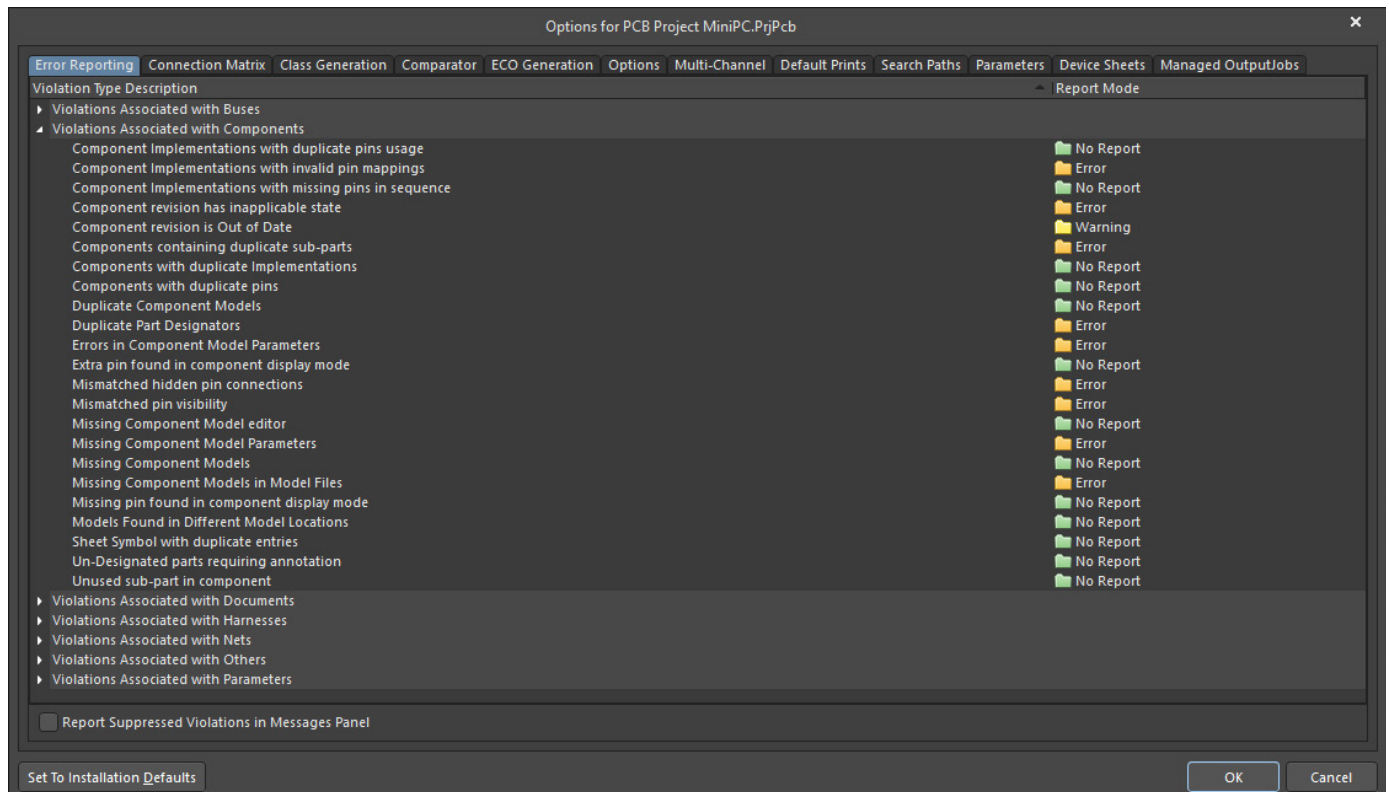 Options for PCB Project MiniPC.PrjPcb
Error Reporting Connection Matrix Class Generation Comparator ECO Generation Options Multi-Channel Default Prints Search Paths Parameters Device Sheets Managed OutputJobs
Violation Type Description Report Mode
Violations Associated with Buses
Violations Associated with Components
Component Implementations with duplicate pins usage No Report
Component Implementations with invalid pin mappings Error
Component Implementations with missing pins in sequence No Report
Component revision has inapplicable state Error
Component revision is Out of Date Warning
Components containing duplicate sub-parts Error
Components with duplicate Implementations No Report
Components with duplicate pins No Report
Duplicate Component Models No Report
Duplicate Part Designators Error
Errors in Component Model Parameters Error
Extra pin found in component display mode No Report
Mismatched hidden pin connections Error
Mismatched pin visibility Error
Missing Component Model editor No Report
Missing Component Model Parameters Error
Missing Component Models No Report
Missing Component Models in Model Files Error
Missing pin found in component display mode No Report
Models Found in Different Model Locations No Report
Sheet Symbol with duplicate entries No Report
Un-Designated parts requiring annotation No Report
Unused sub-part in component No Report
Violations Associated with Documents
Violations Associated with Harnesses
Violations Associated with Nets
Violations Associated with Others
Violations Associated with Parameters
Report Suppressed Violations in Messages Panel
Set To Installation Defaults OK Cancel